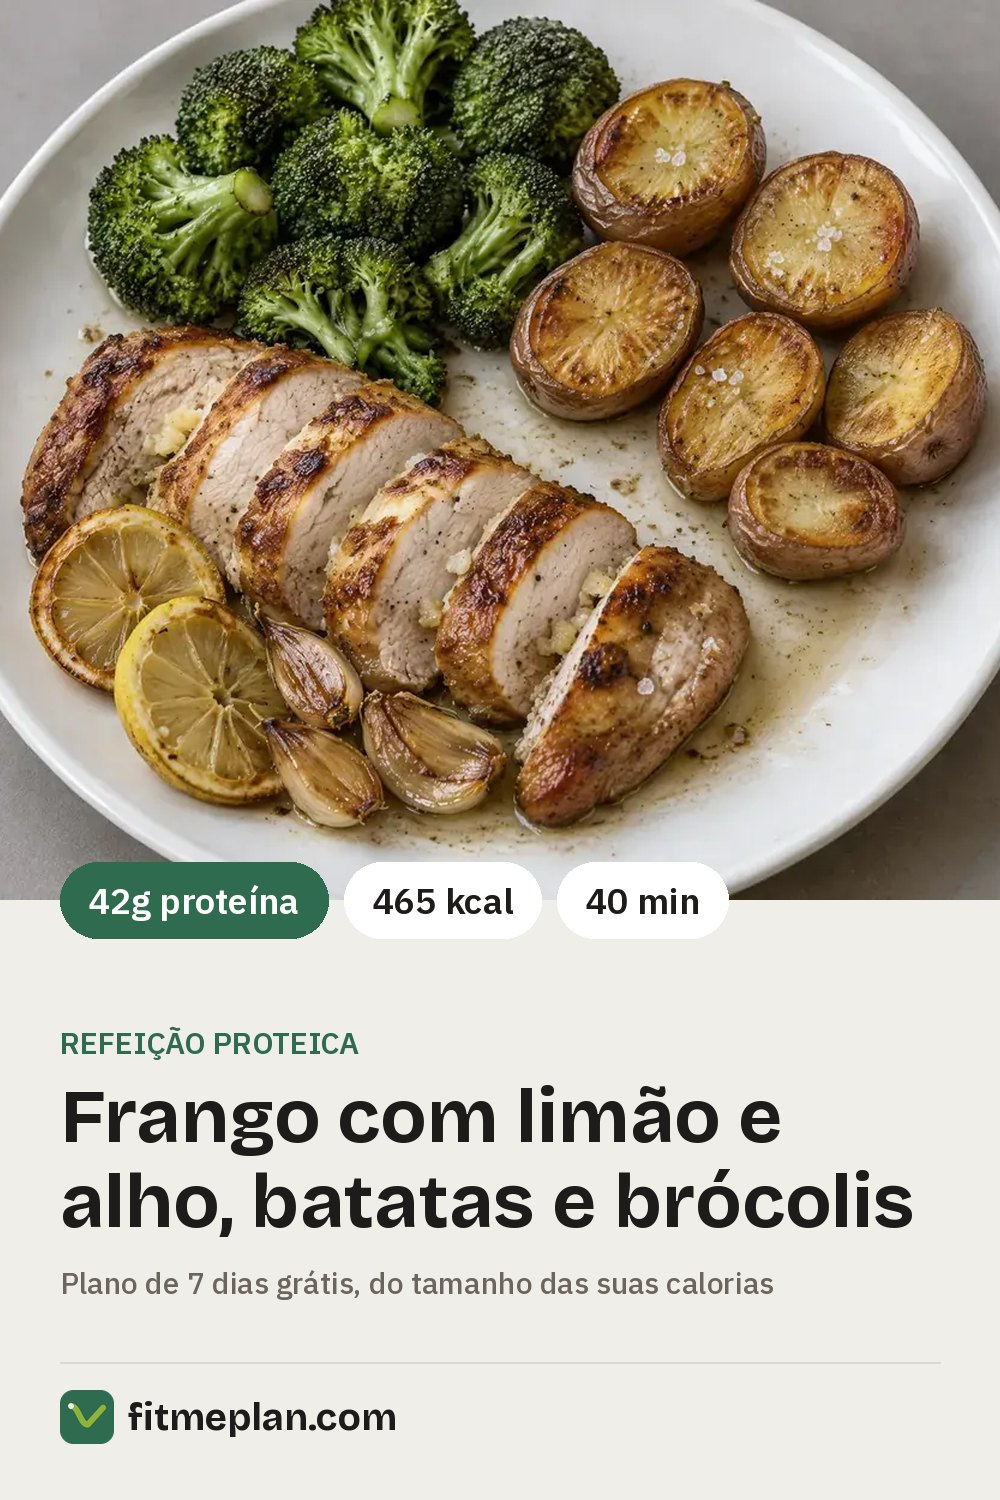 42g proteína
465 kcal
40 min
REFEIÇÃO PROTEICA
Frango com limão e
alho, batatas e brócolis
Plano de 7 dias grátis, do tamanho das suas calorias
fitmeplan.com